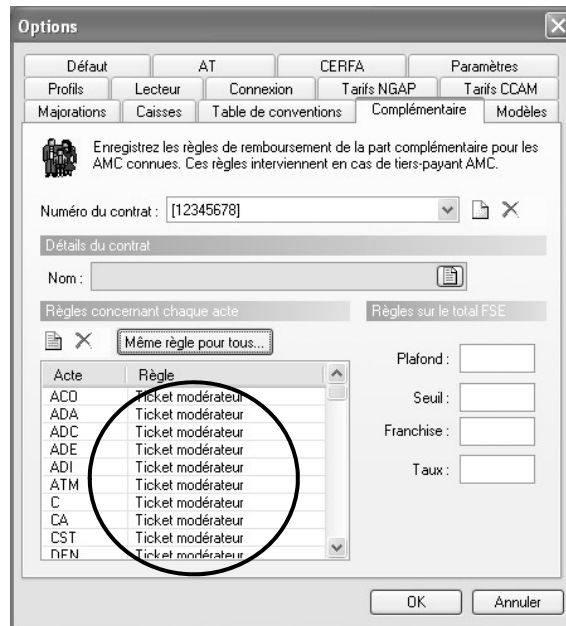 Options
Défaut AT CERFA Paramètres
Profils Lecteur Connexion Tarifs NGAP Tarifs CCAM
Majorations Caisses Table de conventions Complémentaire Modèles
Enregistrez les règles de remboursement de la part complémentaire pour les
AMC connues. Ces règles interviennent en cas de tiers-payant AMC.
Numéro du contrat : [12345678]
Détails du contrat
Nom :
Règles concernant chaque acte
Même règle pour tous...
Acte Règle
ACO Ticket modérateur
ADA Ticket modérateur
ADC Ticket modérateur
ADE Ticket modérateur
ADI Ticket modérateur
ATM Ticket modérateur
C Ticket modérateur
CA Ticket modérateur
CST Ticket modérateur
DEN Ticket modérateur
Règles sur le total FSE
Plafond :
Seuil :
Franchise :
Taux :
OK Annuler